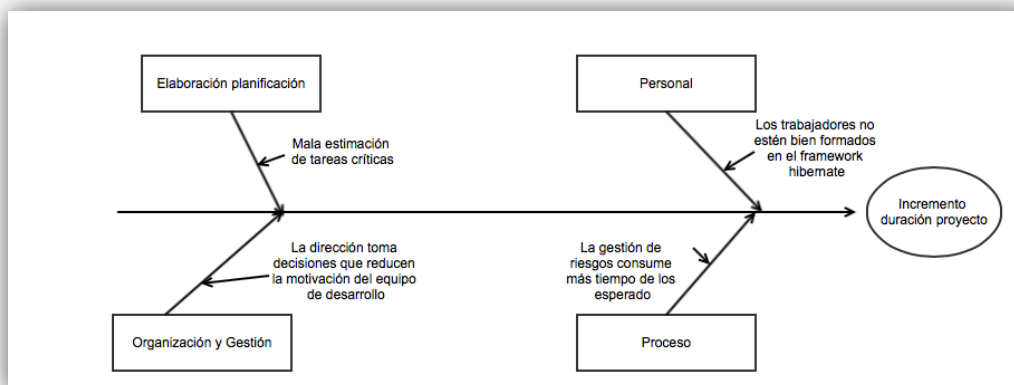 Elaboración planificación
Personal
Mala estimación
de tareas críticas
Los trabajadores no
estén bien formados
en el framework
hibernate
Incremento
duración proyecto
La dirección toma
decisiones que reducen
la motivación del equipo
de desarrollo
La gestión de
riesgos consume
más tiempo de los
esperado
Organización y Gestión
Proceso